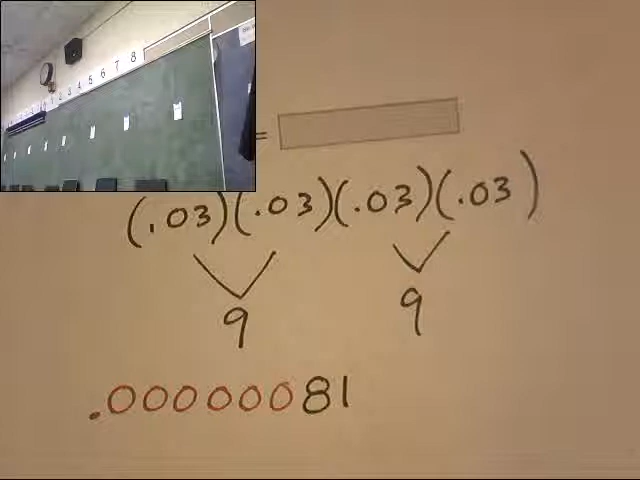 1 2 3 4 5 6 7 8
=
(.03)(.03)(.03)(.03)
9 9
.00000081